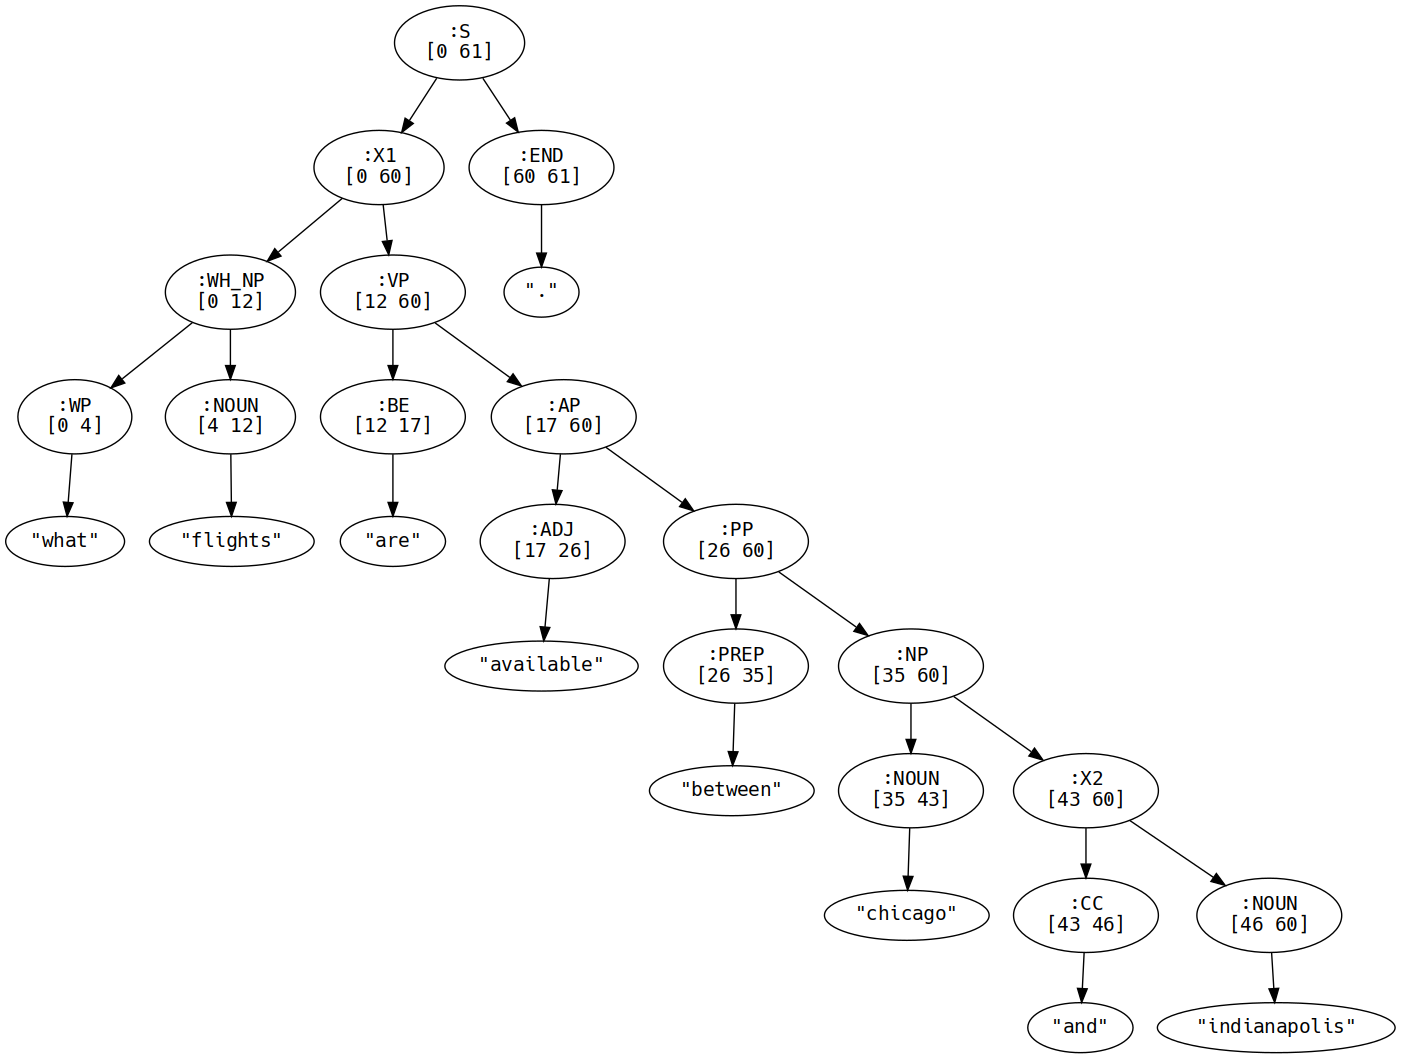 :S
[0 61]
:X1
[0 60]
:END
[60 61]
:WH_NP
[0 12]
:VP
[12 60]
"."
:WP
[0 4]
:NOUN
[4 12]
:BE
[12 17]
:AP
[17 60]
"what"
"flights"
"are"
:ADJ
[17 26]
:PP
[26 60]
"available"
:PREP
[26 35]
:NP
[35 60]
"between"
:NOUN
[35 43]
:X2
[43 60]
"chicago"
:CC
[43 46]
:NOUN
[46 60]
"and"
"indianapolis"